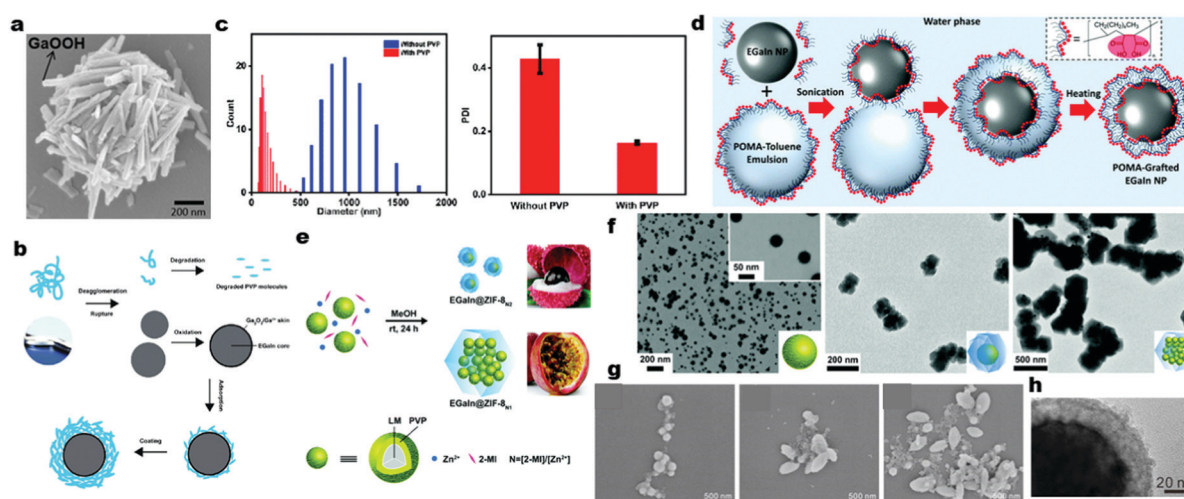 a
GaOOH
200 nm
b
Deagglomeration
Rupture
Degradation
Degraded PVP molecules
Oxidation
Ga₂O₃/Ga³⁺ skin
EGaIn core
Adsorption
Coating
c
Without PVP
With PVP
Count
20
10
0
0
500
1000
1500
2000
Diameter (nm)
PDI
0.4
0.2
0.0
Without PVP
With PVP
d
Water phase
EGaIn NP
+
Sonication
POMA-Toluene
Emulsion
Heating
=
POMA-Grafted
EGaIn NP
e
MeOH
rt, 24 h
EGaIn@ZIF-8N2
EGaIn@ZIF-8N1
LM
PVP
Zn²⁺
2-MI
N=[2-MI]/[Zn²⁺]
f
50 nm
200 nm
200 nm
500 nm
g
500 nm
500 nm
500 nm
h
20 n